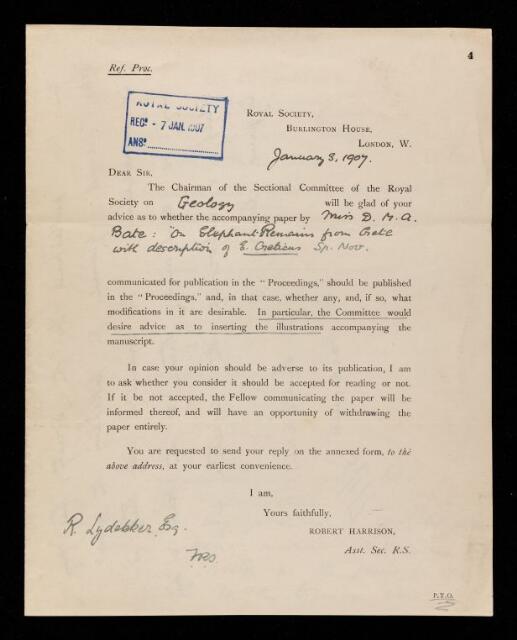 4
Ref. Proc.
ROYAL SOCIETY
RECD - 7 JAN. 1907
ANSD
ROYAL SOCIETY,
BURLINGTON HOUSE,
LONDON, W.
January 3, 1907.
DEAR SIR,
The Chairman of the Sectional Committee of the Royal
Society on Geology will be glad of your
advice as to whether the accompanying paper by Miss D. M. A.
Bate: "On Elephant Remains from Crete
with description of E. Creticus Sp. Nov.
communicated for publication in the "Proceedings," should be published
in the "Proceedings," and, in that case, whether any, and, if so, what
modifications in it are desirable. In particular, the Committee would
desire advice as to inserting the illustrations accompanying the
manuscript.
In case your opinion should be adverse to its publication, I am
to ask whether you consider it should be accepted for reading or not.
If it be not accepted, the Fellow communicating the paper will be
informed thereof, and will have an opportunity of withdrawing the
paper entirely.
You are requested to send your reply on the annexed form, to the
above address, at your earliest convenience.
I am,
Yours faithfully,
ROBERT HARRISON,
Asst. Sec. R.S.
R. Lydekker, Esq.
FRS
P.T.O.